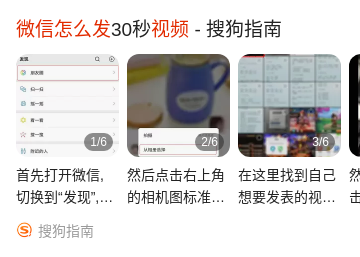 微信怎么发30秒视频 - 搜狗指南
发现
朋友圈
扫一扫
摇一摇
看一看
搜一搜
附近的人
1/6
拍摄
从相册选择
2/6
3/6
首先打开微信,
切换到“发现”,…
然后点击右上角
的相机图标准…
在这里找到自己
想要发表的视…
搜狗指南